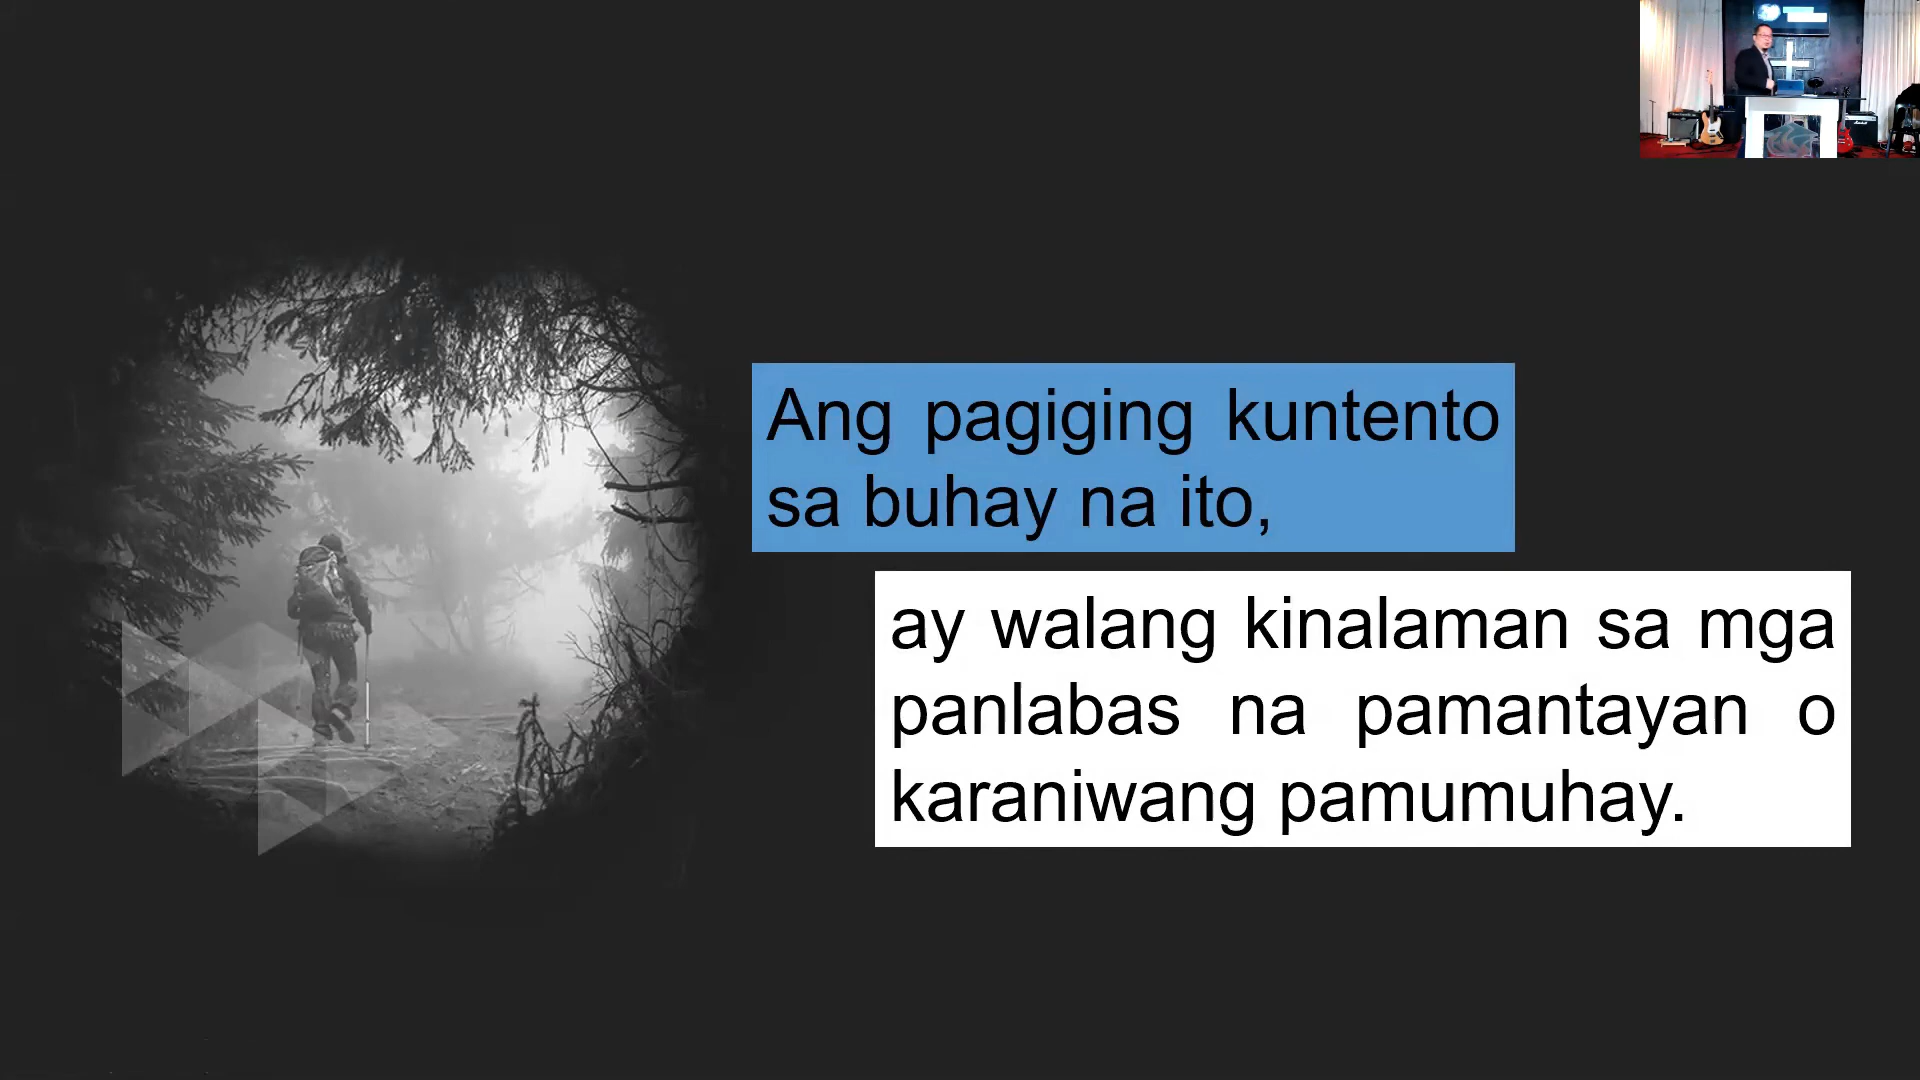 Ang pagiging kuntento
sa buhay na ito,
ay walang kinalaman sa mga
panlabas na pamantayan o
karaniwang pamumuhay.